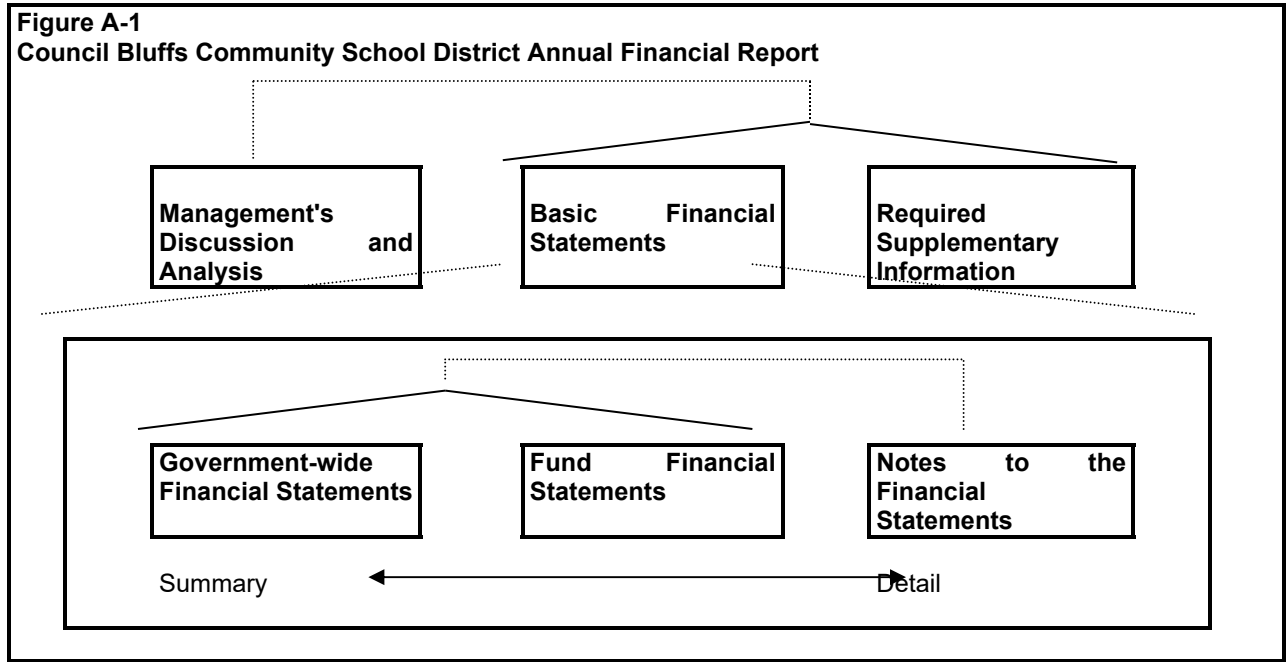 Figure A-1
Council Bluffs Community School District Annual Financial Report
Management's
Discussion and
Analysis
Basic Financial
Statements
Required
Supplementary
Information
Government-wide
Financial Statements
Fund Financial
Statements
Notes to the
Financial
Statements
Summary
Detail